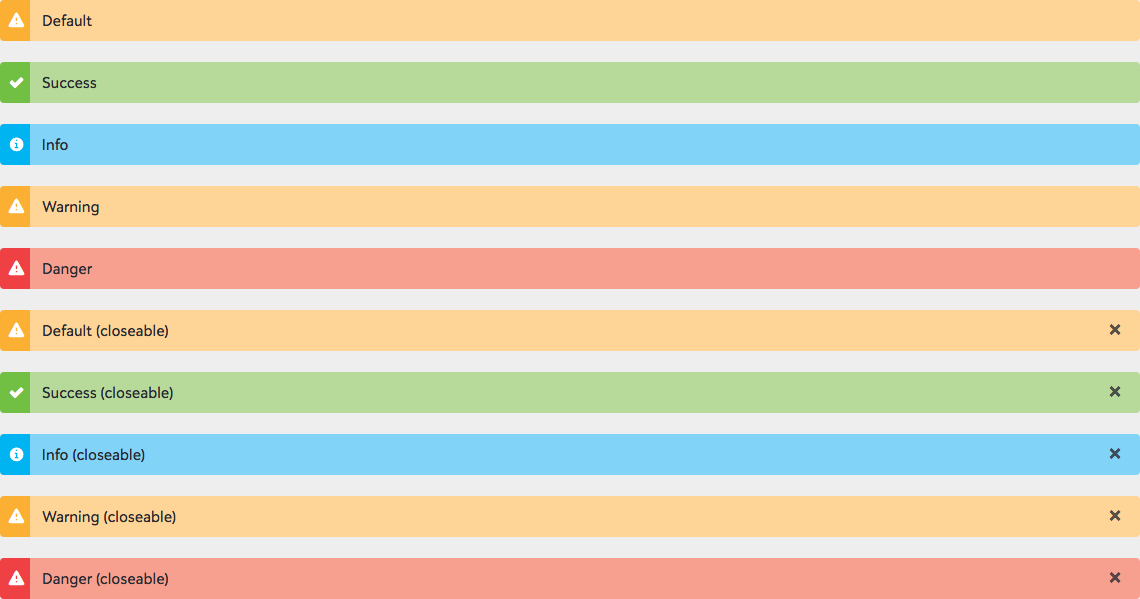 Default
Success
Info
Warning
Danger
Default (closeable)
Success (closeable)
Info (closeable)
Warning (closeable)
Danger (closeable)